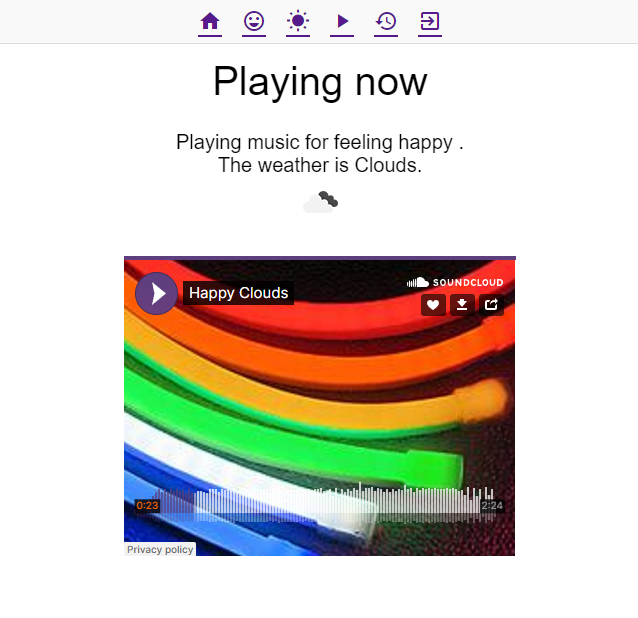 Playing now
Playing music for feeling happy .
The weather is Clouds.
Happy Clouds
SOUNDCLOUD
0:23
2:24
Privacy policy